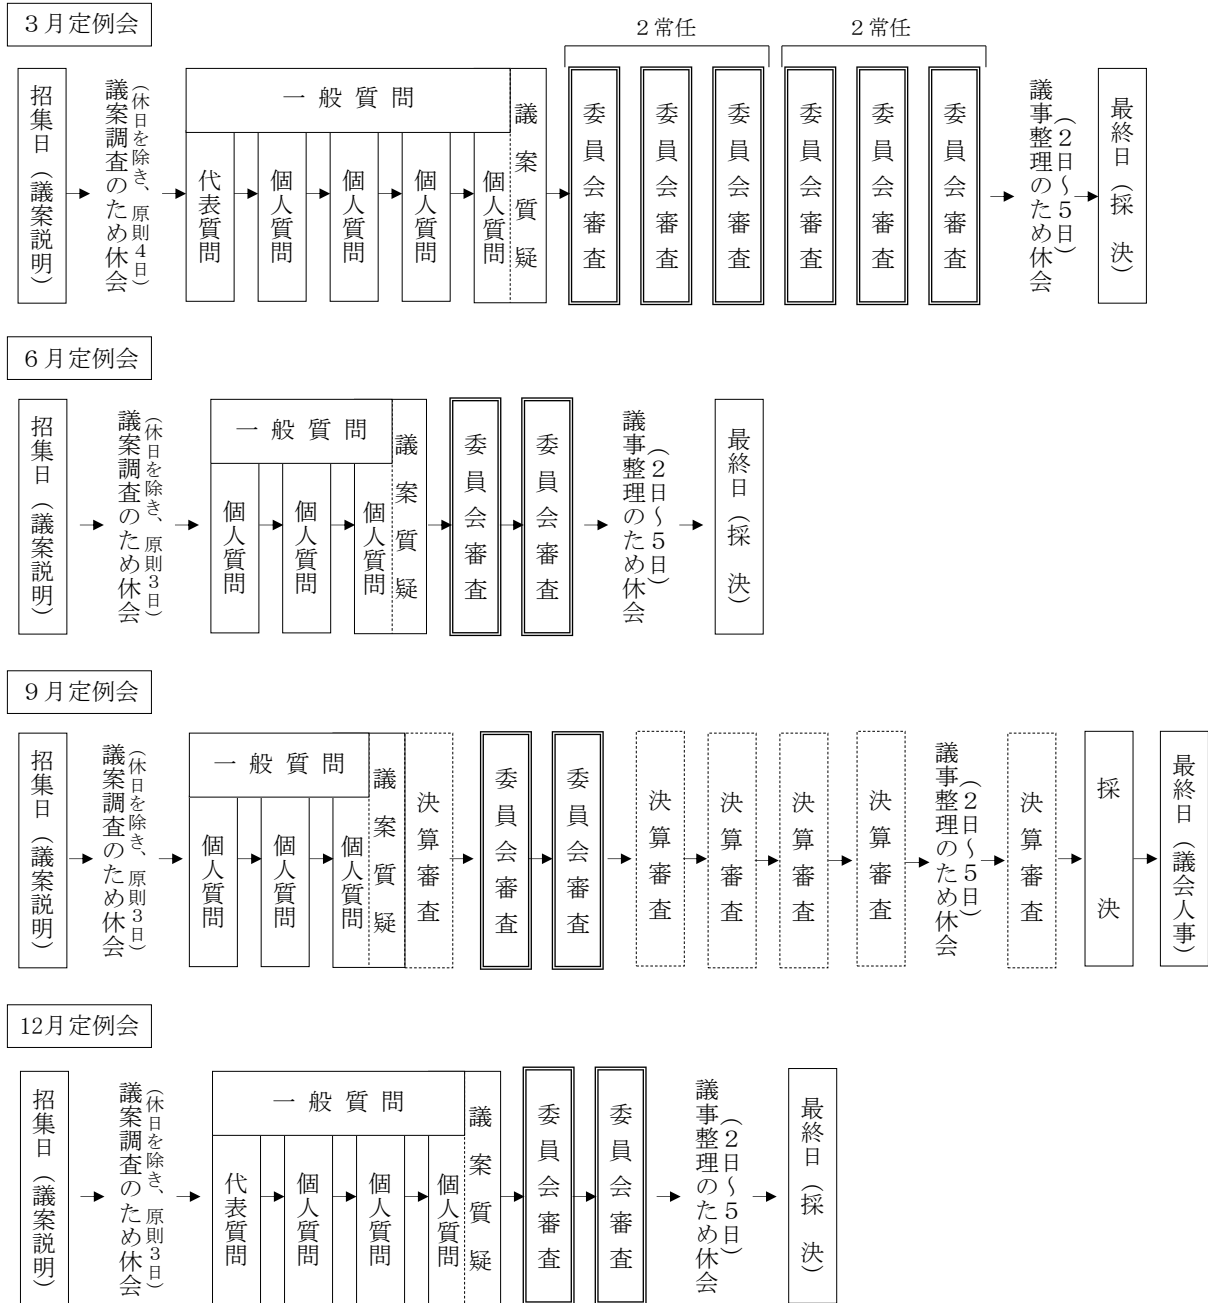 ３月定例会
２常任
２常任
招集日（議案説明）
議案調査のため休会
（休日を除き、原則４日）
一般質問
代表質問
個人質問
個人質問
個人質問
個人質問
議案質疑
委員会審査
委員会審査
委員会審査
委員会審査
委員会審査
委員会審査
議事整理のため休会
（２日～５日）
最終日（採決）
６月定例会
招集日（議案説明）
議案調査のため休会
（休日を除き、原則３日）
一般質問
個人質問
個人質問
個人質問
議案質疑
委員会審査
委員会審査
議事整理のため休会
（２日～５日）
最終日（採決）
９月定例会
招集日（議案説明）
議案調査のため休会
（休日を除き、原則３日）
一般質問
個人質問
個人質問
個人質問
議案質疑
決算審査
委員会審査
委員会審査
決算審査
決算審査
決算審査
決算審査
議事整理のため休会
（２日～５日）
決算審査
採決
最終日（議会人事）
12月定例会
招集日（議案説明）
議案調査のため休会
（休日を除き、原則３日）
一般質問
代表質問
個人質問
個人質問
個人質問
議案質疑
委員会審査
委員会審査
議事整理のため休会
（２日～５日）
最終日（採決）